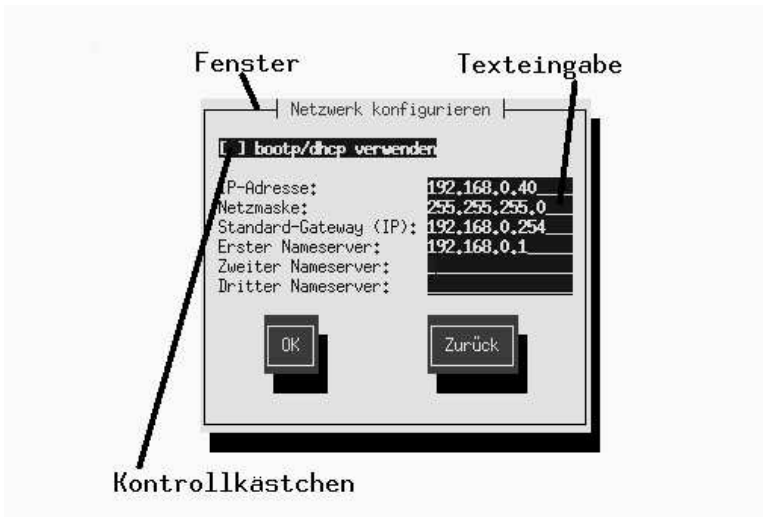 Fenster
Texteingabe
Netzwerk konfigurieren
[ ] bootp/dhcp verwenden
IP-Adresse: 192.168.0.40
Netzmaske: 255.255.255.0
Standard-Gateway (IP): 192.168.0.254
Erster Nameserver: 192.168.0.1
Zweiter Nameserver:
Dritter Nameserver:
OK
Zurück
Kontrollkästchen